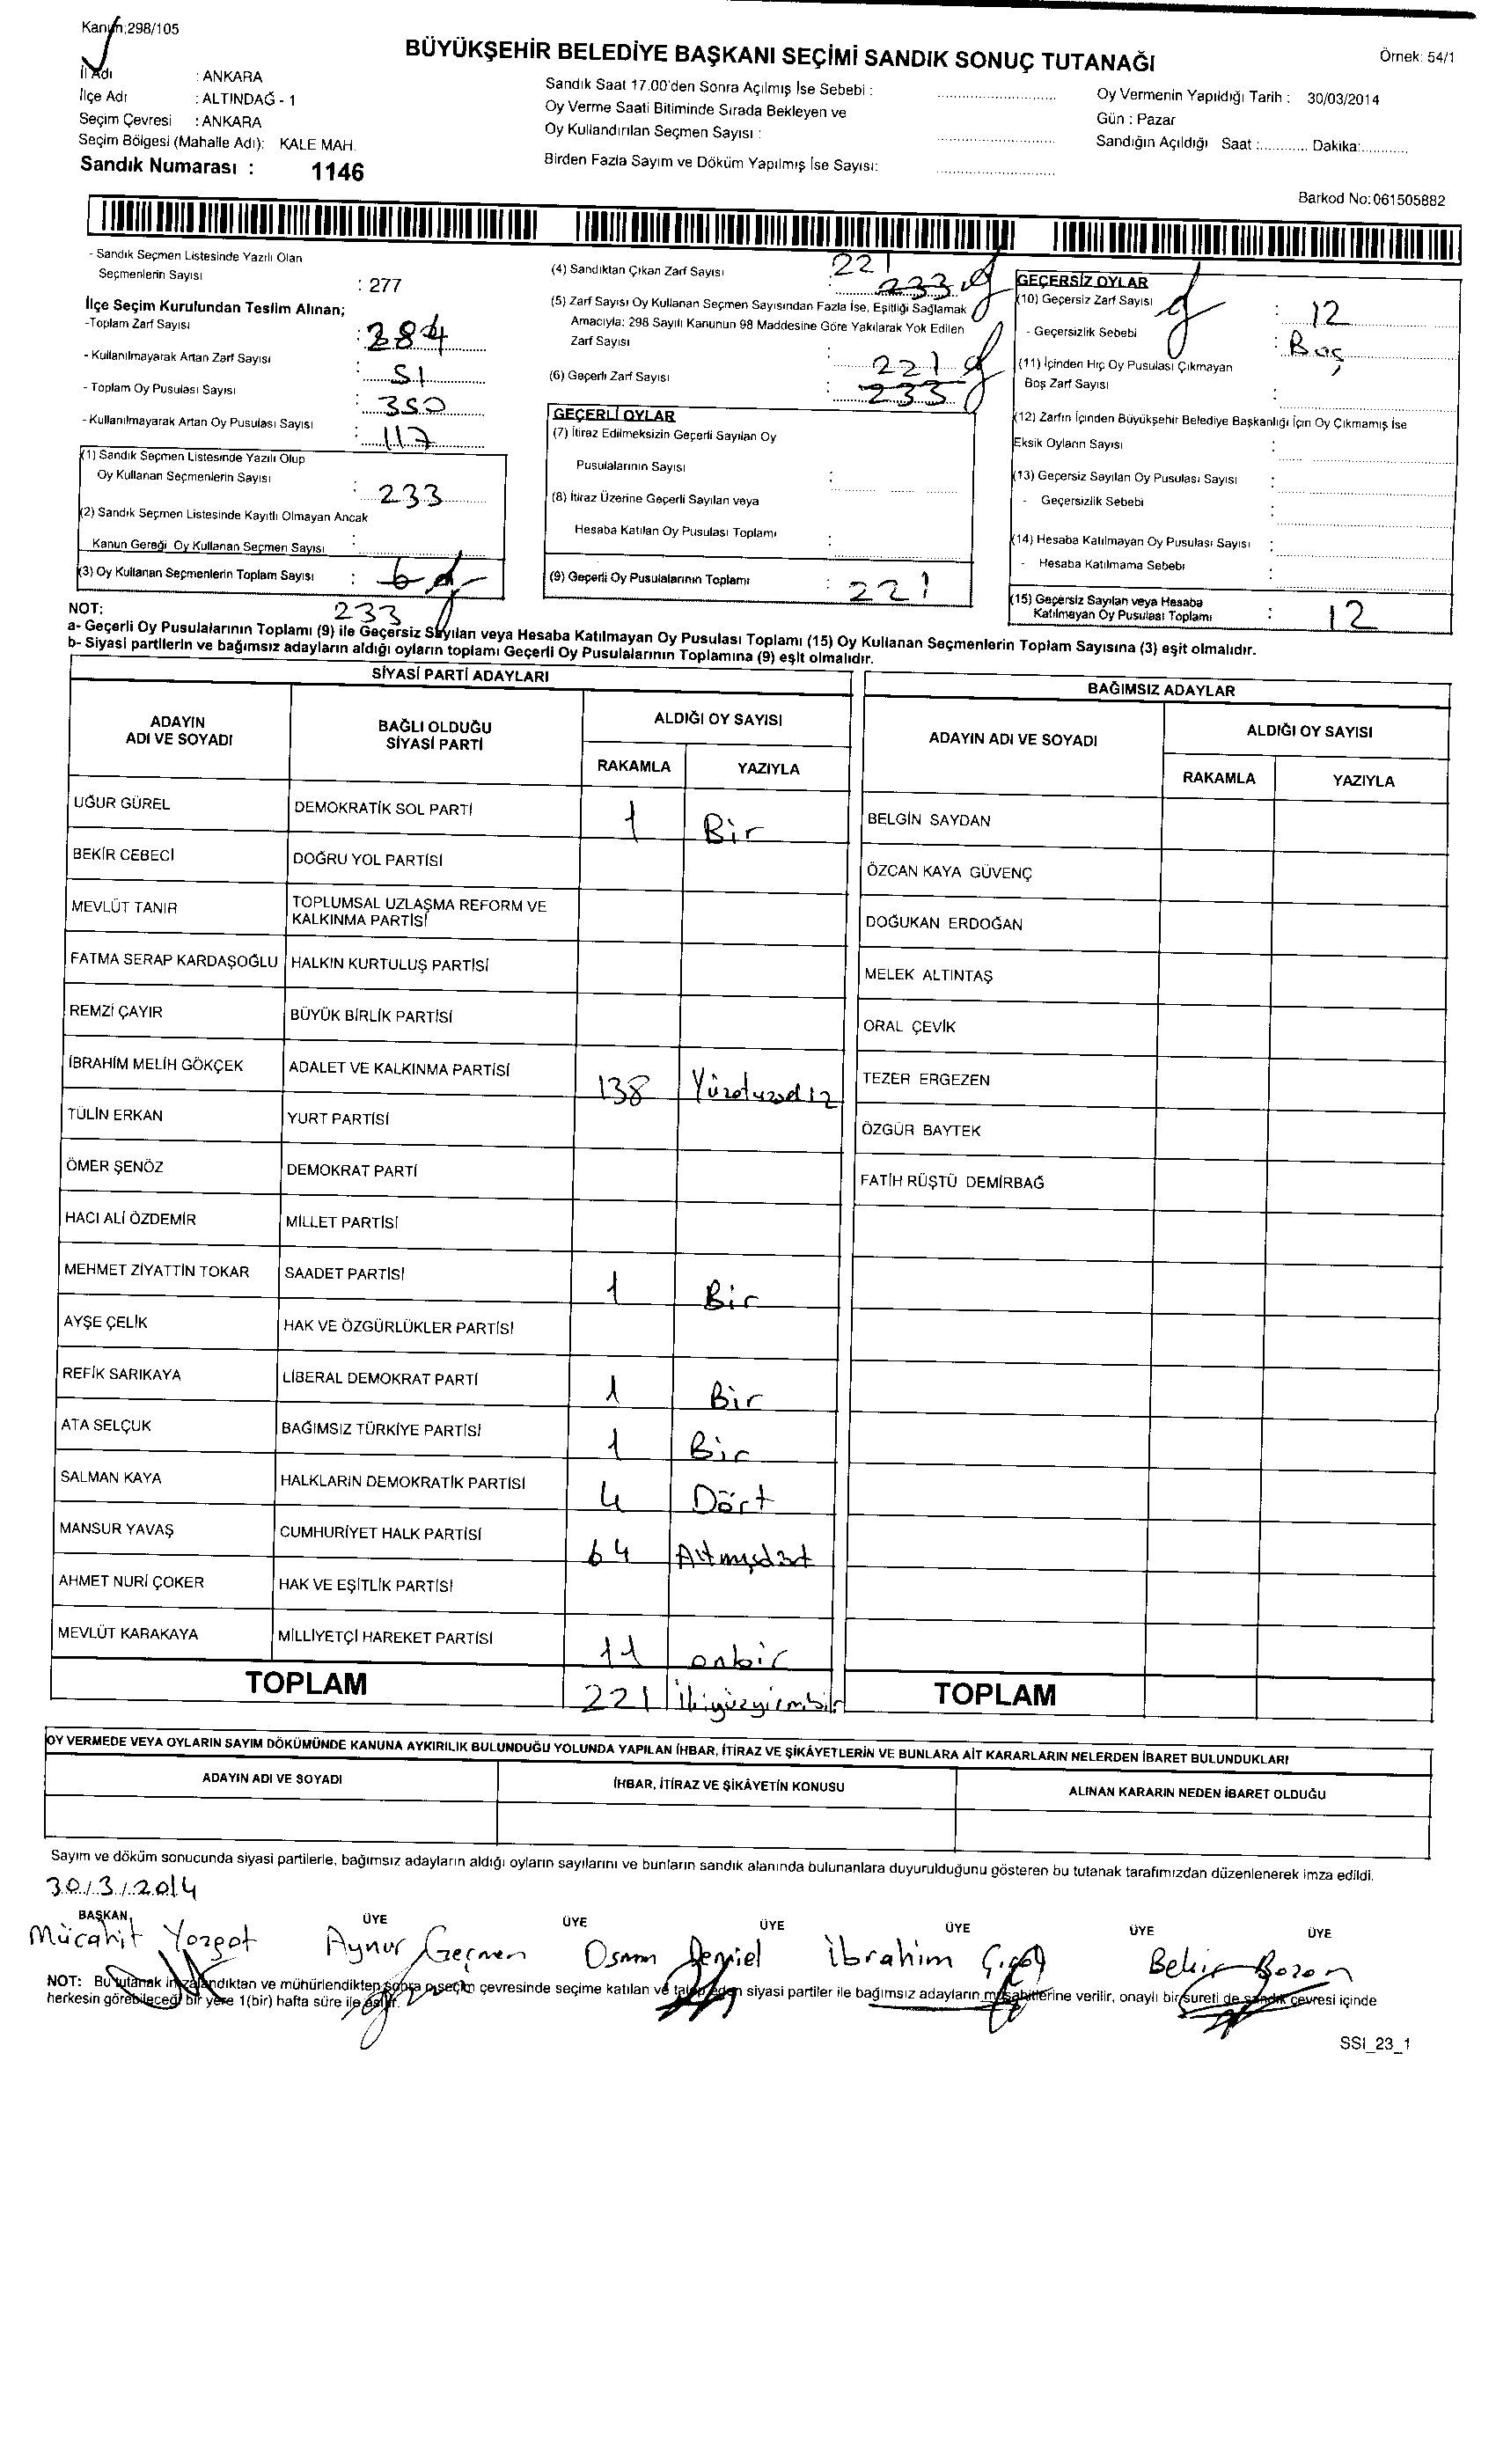 Kanun;298/105
BÜYÜKŞEHİR BELEDİYE BAŞKANI SEÇİMİ SANDIK SONUÇ TUTANAĞI
Örnek: 54/1
İl Adı : ANKARA
İlçe Adı : ALTINDAĞ - 1
Seçim Çevresi : ANKARA
Seçim Bölgesi (Mahalle Adı): KALE MAH.
Sandık Numarası : 1146
Sandık Saat 17.00'den Sonra Açılmış İse Sebebi :
Oy Verme Saati Bitiminde Sırada Bekleyen ve
Oy Kullandırılan Seçmen Sayısı :
Birden Fazla Sayım ve Döküm Yapılmış İse Sayısı:
Oy Vermenin Yapıldığı Tarih : 30/03/2014
Gün : Pazar
Sandığın Açıldığı Saat :............ Dakika:............
Barkod No:061505882
- Sandık Seçmen Listesinde Yazılı Olan
Seçmenlerin Sayısı : 277
İlçe Seçim Kurulundan Teslim Alınan;
-Toplam Zarf Sayısı : 284
- Kullanılmayarak Artan Zarf Sayısı : 51
- Toplam Oy Pusulası Sayısı : 350
- Kullanılmayarak Artan Oy Pusulası Sayısı : 117
(1) Sandık Seçmen Listesinde Yazılı Olup
Oy Kullanan Seçmenlerin Sayısı : 233
(2) Sandık Seçmen Listesinde Kayıtlı Olmayan Ancak
Kanun Gereği Oy Kullanan Seçmen Sayısı :
(3) Oy Kullanan Seçmenlerin Toplam Sayısı :
233
(4) Sandıktan Çıkan Zarf Sayısı : 221
233
(5) Zarf Sayısı Oy Kullanan Seçmen Sayısından Fazla İse, Eşitliği Sağlamak
Amacıyla: 298 Sayılı Kanunun 98 Maddesine Göre Yakılarak Yok Edilen
Zarf Sayısı :
(6) Geçerli Zarf Sayısı : 221
233
GEÇERLİ OYLAR
(7) İtiraz Edilmeksizin Geçerli Sayılan Oy
Pusulalarının Sayısı :
(8) İtiraz Üzerine Geçerli Sayılan veya
Hesaba Katılan Oy Pusulası Toplamı :
(9) Geçerli Oy Pusulalarının Toplamı : 221
GEÇERSİZ OYLAR
(10) Geçersiz Zarf Sayısı : 12
- Geçersizlik Sebebi : Boş
(11) İçinden Hiç Oy Pusulası Çıkmayan
Boş Zarf Sayısı :
(12) Zarfın İçinden Büyükşehir Belediye Başkanlığı İçin Oy Çıkmamış İse
Eksik Oyların Sayısı :
(13) Geçersiz Sayılan Oy Pusulası Sayısı :
- Geçersizlik Sebebi :
(14) Hesaba Katılmayan Oy Pusulası Sayısı :
- Hesaba Katılmama Sebebi :
(15) Geçersiz Sayılan veya Hesaba
Katılmayan Oy Pusulası Toplamı : 12
NOT:
a- Geçerli Oy Pusulalarının Toplamı (9) ile Geçersiz Sayılan veya Hesaba Katılmayan Oy Pusulası Toplamı (15) Oy Kullanan Seçmenlerin Toplam Sayısına (3) eşit olmalıdır.
b- Siyasi partilerin ve bağımsız adayların aldığı oyların toplamı Geçerli Oy Pusulalarının Toplamına (9) eşit olmalıdır.
SİYASİ PARTİ ADAYLARI
ADAYIN ADI VE SOYADI
BAĞLI OLDUĞU SİYASİ PARTİ
ALDIĞI OY SAYISI
RAKAMLA YAZIYLA
UĞUR GÜREL DEMOKRATİK SOL PARTİ 1 Bir
BEKİR CEBECİ DOĞRU YOL PARTİSİ
MEVLÜT TANIR TOPLUMSAL UZLAŞMA REFORM VE KALKINMA PARTİSİ
FATMA SERAP KARDAŞOĞLU HALKIN KURTULUŞ PARTİSİ
REMZİ ÇAYIR BÜYÜK BİRLİK PARTİSİ
İBRAHİM MELİH GÖKÇEK ADALET VE KALKINMA PARTİSİ 138
TÜLİN ERKAN YURT PARTİSİ
ÖMER ŞENÖZ DEMOKRAT PARTİ
HACI ALİ ÖZDEMİR MİLLET PARTİSİ
MEHMET ZİYATTİN TOKAR SAADET PARTİSİ 1 Bir
AYŞE ÇELİK HAK VE ÖZGÜRLÜKLER PARTİSİ
REFİK SARIKAYA LİBERAL DEMOKRAT PARTİ 1 Bir
ATA SELÇUK BAĞIMSIZ TÜRKİYE PARTİSİ 1 Bir
SALMAN KAYA HALKLARIN DEMOKRATİK PARTİSİ 4 Dört
MANSUR YAVAŞ CUMHURİYET HALK PARTİSİ 64 Altmışdört
AHMET NURİ ÇOKER HAK VE EŞİTLİK PARTİSİ
MEVLÜT KARAKAYA MİLLİYETÇİ HAREKET PARTİSİ 11 onbir
TOPLAM 221 İkiyüzyirmibir
BAĞIMSIZ ADAYLAR
ADAYIN ADI VE SOYADI
ALDIĞI OY SAYISI
RAKAMLA YAZIYLA
BELGİN SAYDAN
ÖZCAN KAYA GÜVENÇ
DOĞUKAN ERDOĞAN
MELEK ALTINTAŞ
ORAL ÇEVİK
TEZER ERGEZEN
ÖZGÜR BAYTEK
FATİH RÜŞTÜ DEMİRBAĞ
TOPLAM
OY VERMEDE VEYA OYLARIN SAYIM DÖKÜMÜNDE KANUNA AYKIRILIK BULUNDUĞU YOLUNDA YAPILAN İHBAR, İTİRAZ VE ŞİKÂYETLERİN VE BUNLARA AİT KARARLARIN NELERDEN İBARET BULUNDUKLARI
ADAYIN ADI VE SOYADI İHBAR, İTİRAZ VE ŞİKÂYETİN KONUSU ALINAN KARARIN NEDEN İBARET OLDUĞU
Sayım ve döküm sonucunda siyasi partilerle, bağımsız adayların aldığı oyların sayılarını ve bunların sandık alanında bulunanlara duyurulduğunu gösteren bu tutanak tarafımızdan düzenlenerek imza edildi.
30/3/2014
BAŞKAN ÜYE ÜYE ÜYE ÜYE ÜYE ÜYE
Mücahit Yozgat Aynur Geçmen Osman İbrahim Bekir Bozan
NOT: Bu tutanak imzalandıktan ve mühürlendikten sonra o seçim çevresinde seçime katılan ve talep eden siyasi partiler ile bağımsız adayların müşahitlerine verilir, onaylı bir sureti de sandık çevresi içinde
herkesin görebileceği bir yere 1(bir) hafta süre ile asılır.
SSI_23_1